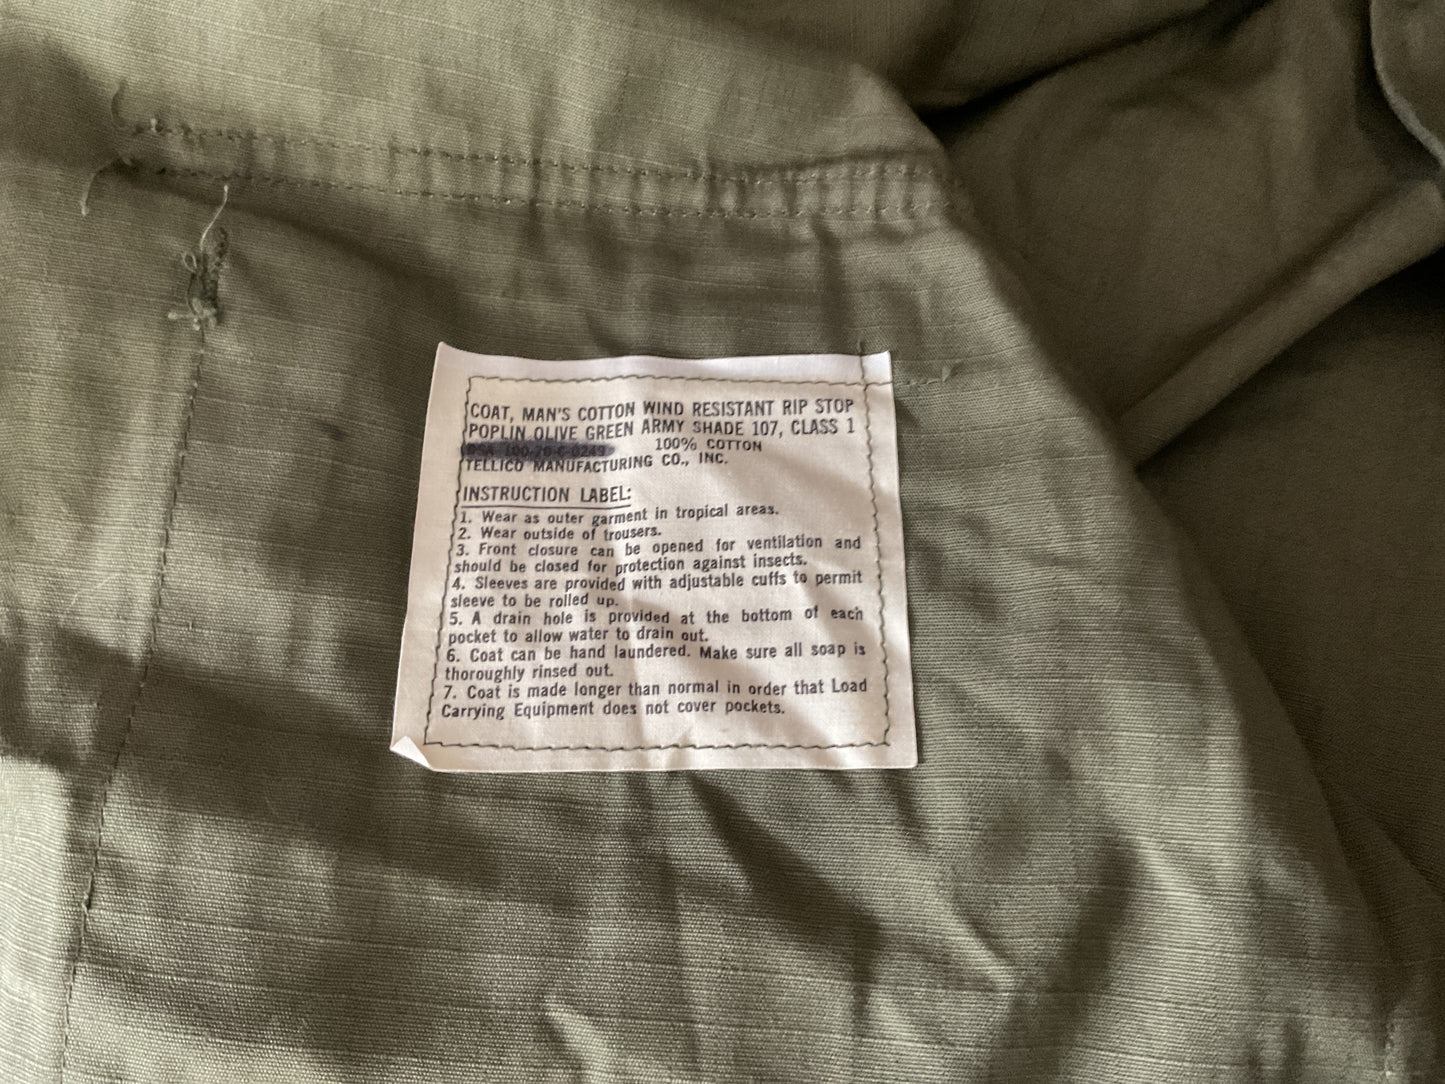 COAT, MAN'S COTTON WIND RESISTANT RIP STOP
POPLIN OLIVE GREEN ARMY SHADE 107, CLASS 1
100% COTTON
TELLICO MANUFACTURING CO., INC.
INSTRUCTION LABEL:
1. Wear as outer garment in tropical areas.
2. Wear outside of trousers.
3. Front closure can be opened for ventilation and
should be closed for protection against insects.
4. Sleeves are provided with adjustable cuffs to permit
sleeve to be rolled up.
5. A drain hole is provided at the bottom of each
pocket to allow water to drain out.
6. Coat can be hand laundered. Make sure all soap is
thoroughly rinsed out.
7. Coat is made longer than normal in order that Load
Carrying Equipment does not cover pockets.